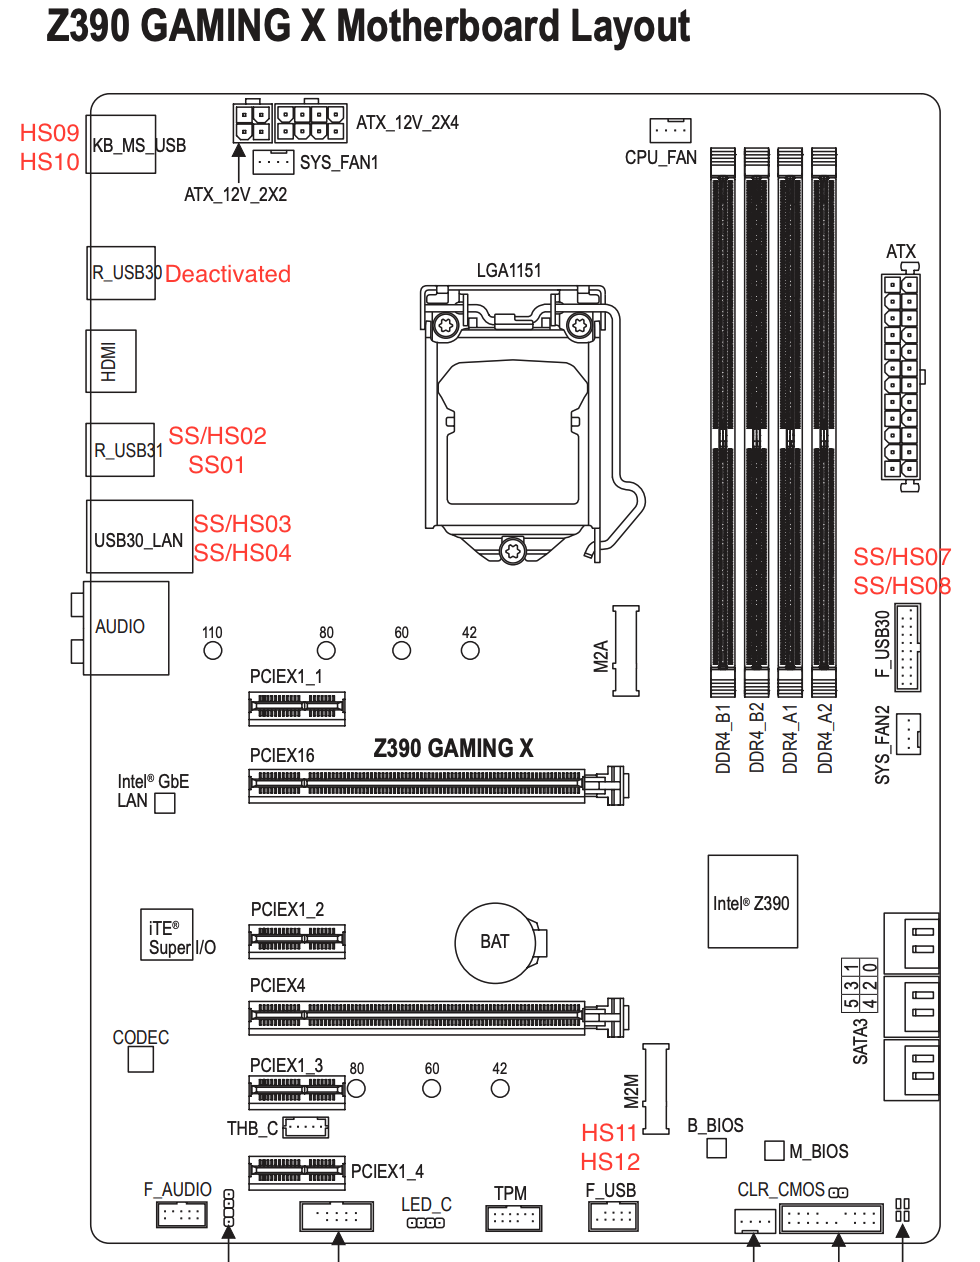 Z390 GAMING X Motherboard Layout
HS09
HS10
KB_MS_USB
ATX_12V_2X4
SYS_FAN1
ATX_12V_2X2
CPU_FAN
R_USB30
Deactivated
LGA1151
ATX
HDMI
R_USB31
SS/HS02
SS01
USB30_LAN
SS/HS03
SS/HS04
SS/HS07
SS/HS08
F_USB30
AUDIO
110
80
60
42
M2A
PCIEX1_1
DDR4_B1
DDR4_B2
DDR4_A1
DDR4_A2
SYS_FAN2
PCIEX16
Z390 GAMING X
Intel® GbE
LAN
Intel® Z390
iTE®
Super I/O
PCIEX1_2
BAT
PCIEX4
5 3 1
4 2 0
SATA3
CODEC
PCIEX1_3
80
60
42
M2M
THB_C
HS11
HS12
B_BIOS
M_BIOS
PCIEX1_4
F_AUDIO
LED_C
TPM
F_USB
CLR_CMOS